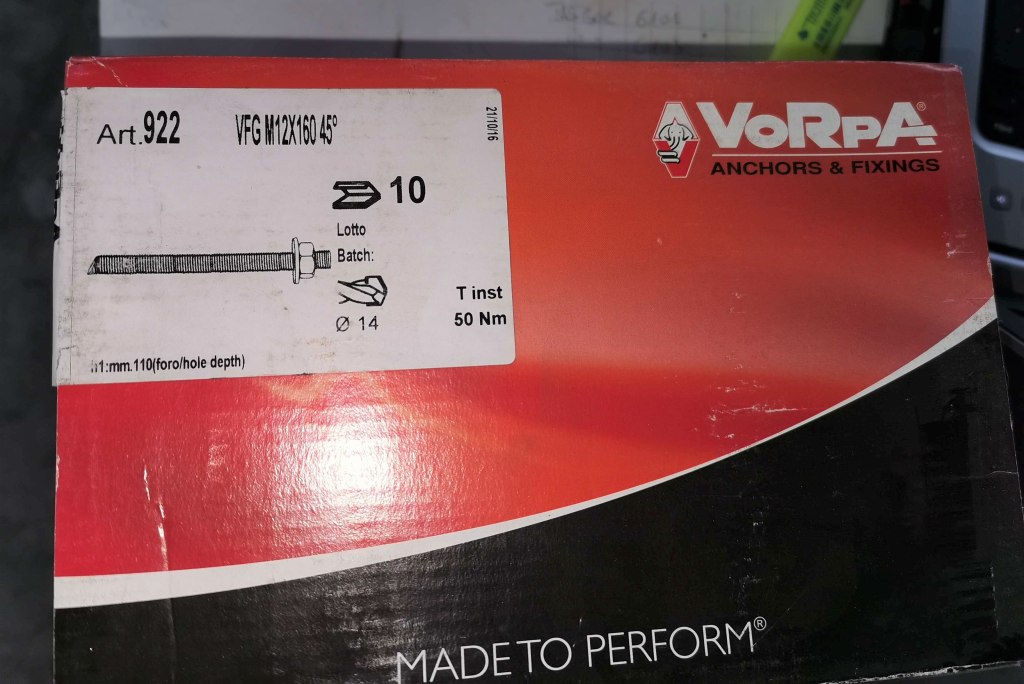 Art.922
VFG M12X160 45°
21/10/16
10
Lotto
Batch:
Ø 14
T inst
50 Nm
h1:mm.110(foro/hole depth)
VoRpA®
ANCHORS & FIXINGS
MADE TO PERFORM®